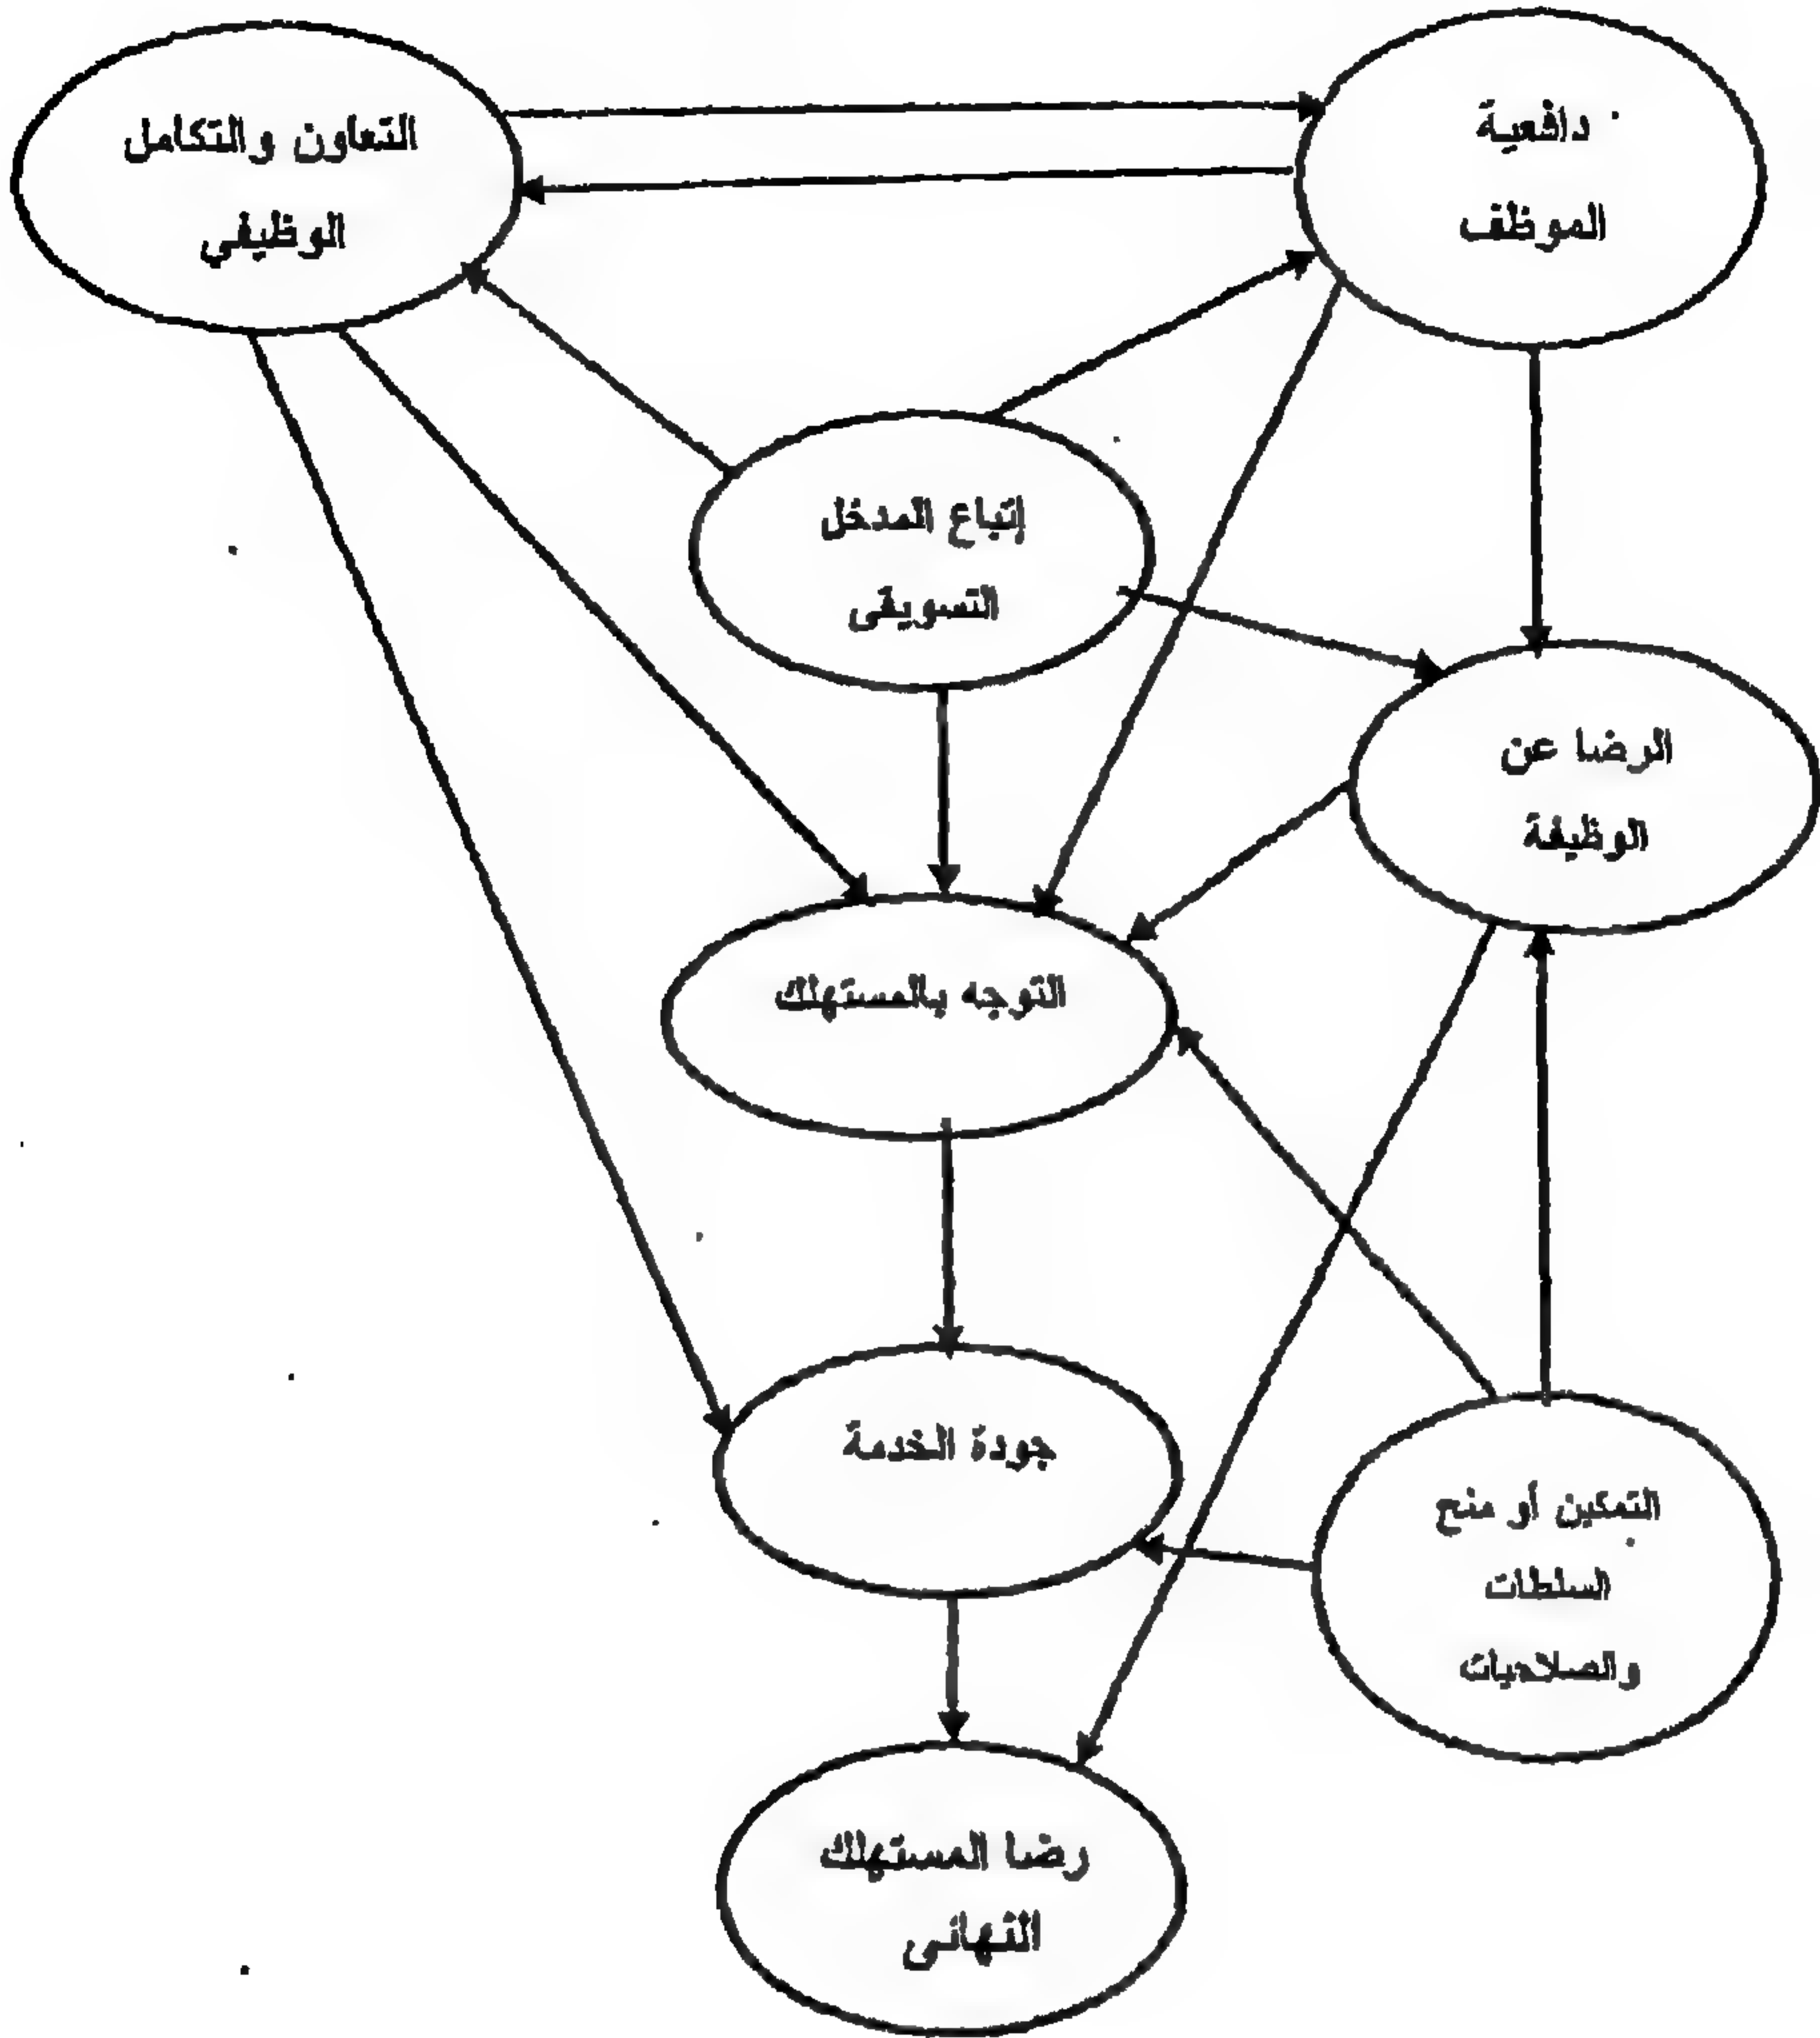 دافعية
الموظف
التعاون والتكامل
الوظيفي
إتباع المدخل
التسويقى
الرضا عن
الوظيفة
التوجه بالمستهلك
جودة الخدمة
التمكين أو منح
السلطات
والصلاحيات
رضا المستهلك
النهائى